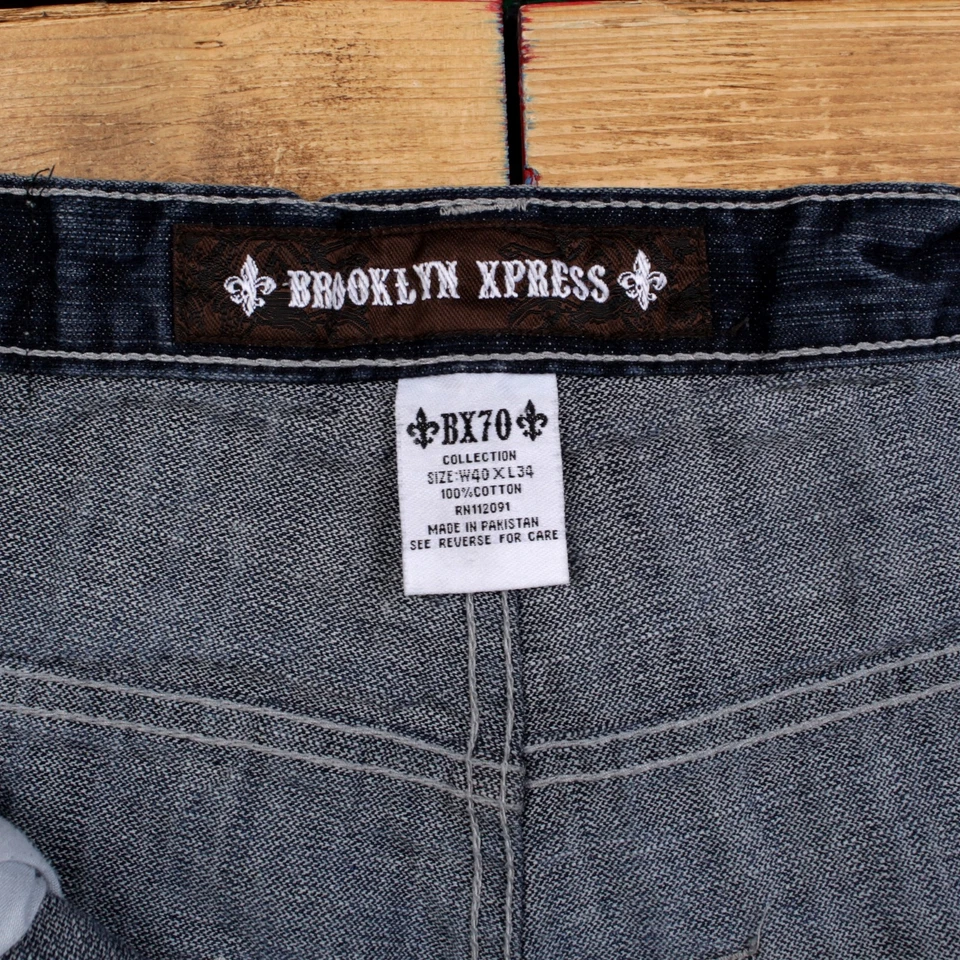 BROOKLYN XPRESS
BX70
COLLECTION
SIZE:W40 X L34
100%COTTON
RN112091
MADE IN PAKISTAN
SEE REVERSE FOR CARE